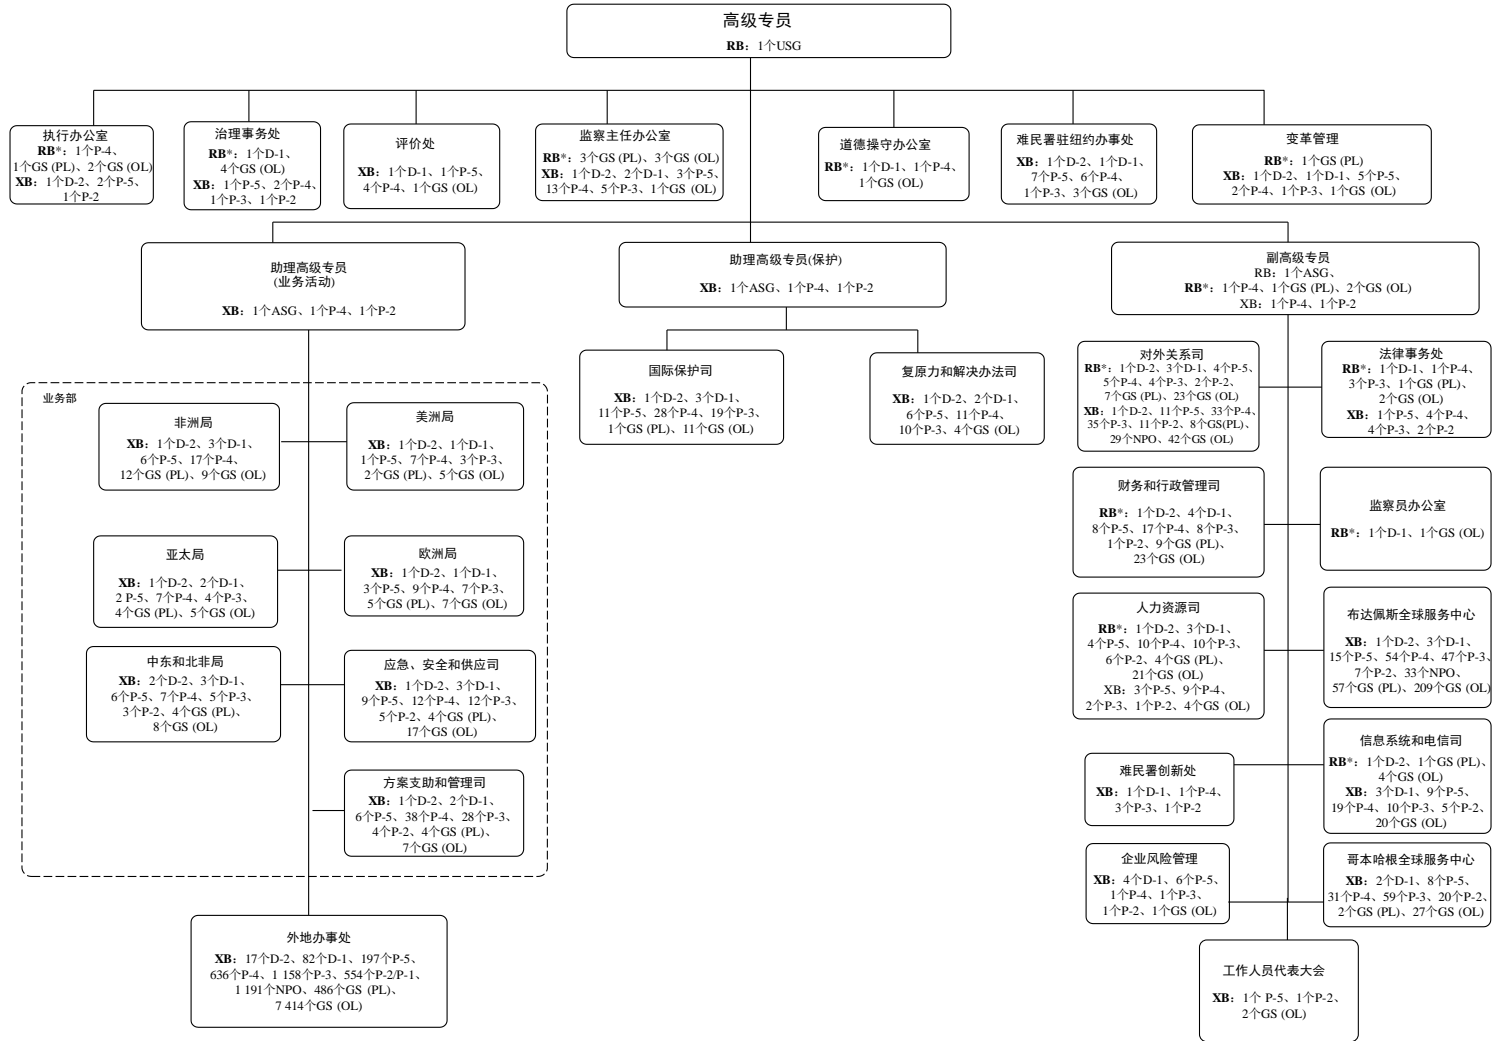 高级专员
RB：1个USG
执行办公室
RB*：1个P-4、
1个GS (PL)、2个GS (OL)
XB：1个D-2、2个P-5、
1个P-2
治理事务处
RB*：1个D-1、
4个GS (OL)
XB：1个P-5、2个P-4、
1个P-3、1个P-2
评价处
XB：1个D-1、1个P-5、
4个P-4、1个GS (OL)
监察主任办公室
RB*：3个GS (PL)、3个GS (OL)
XB：1个D-2、2个D-1、3个P-5、
13个P-4、5个P-3、1个GS (OL)
道德操守办公室
RB*：1个D-1、1个P-4、
1个GS (OL)
难民署驻纽约办事处
XB：1个D-2、1个D-1、
7个P-5、6个P-4、
1个P-3、3个GS (OL)
变革管理
RB*：1个GS (PL)
XB：1个D-2、1个D-1、5个P-5、
2个P-4、1个P-3、1个GS (OL)
助理高级专员
(业务活动)
XB：1个ASG、1个P-4、1个P-2
助理高级专员(保护)
XB：1个ASG、1个P-4、1个P-2
副高级专员
RB：1个ASG、
RB*：1个P-4、1个GS (PL)、2个GS (OL)
XB：1个P-4、1个P-2
业务部
非洲局
XB：1个D-2、3个D-1、
6个P-5、17个P-4、
12个GS (PL)、9个GS (OL)
美洲局
XB：1个D-2、1个D-1、
1个P-5、7个P-4、3个P-3、
2个GS (PL)、5个GS (OL)
亚太局
XB：1个D-2、2个D-1、
2 P-5、7个P-4、4个P-3、
4个GS (PL)、5个GS (OL)
欧洲局
XB：1个D-2、1个D-1、
3个P-5、9个P-4、7个P-3、
5个GS (PL)、7个GS (OL)
中东和北非局
XB：2个D-2、3个D-1、
6个P-5、7个P-4、5个P-3、
3个P-2、4个GS (PL)、
8个GS (OL)
应急、安全和供应司
XB：1个D-2、3个D-1、
9个P-5、12个P-4、12个P-3、
5个P-2、4个GS (PL)、
17个GS (OL)
方案支助和管理司
XB：1个D-2、2个D-1、
6个P-5、38个P-4、28个P-3、
4个P-2、4个GS (PL)、
7个GS (OL)
外地办事处
XB：17个D-2、82个D-1、197个P-5、
636个P-4、1 158个P-3、554个P-2/P-1、
1 191个NPO、486个GS (PL)、
7 414个GS (OL)
国际保护司
XB：1个D-2、3个D-1、
11个P-5、28个P-4、19个P-3、
1个GS (PL)、11个GS (OL)
复原力和解决办法司
XB：1个D-2、2个D-1、
6个P-5、11个P-4、
10个P-3、4个GS (OL)
对外关系司
RB*：1个D-2、3个D-1、4个P-5、
5个P-4、4个P-3、2个P-2、
7个GS (PL)、23个GS (OL)
XB：1个D-2、11个P-5、33个P-4、
35个P-3、11个P-2、8个GS(PL)、
29个NPO、42个GS (OL)
法律事务处
RB*：1个D-1、1个P-4、
3个P-3、1个GS (PL)、
2个GS (OL)
XB：1个P-5、4个P-4、
4个P-3、2个P-2
财务和行政管理司
RB*：1个D-2、4个D-1、
8个P-5、17个P-4、8个P-3、
1个P-2、9个GS (PL)、
23个GS (OL)
监察员办公室
RB*：1个D-1、1个GS (OL)
人力资源司
RB*：1个D-2、3个D-1、
4个P-5、10个P-4、10个P-3、
6个P-2、4个GS (PL)、
21个GS (OL)
XB：3个P-5、9个P-4、
2个P-3、1个P-2、4个GS (OL)
布达佩斯全球服务中心
XB：1个D-2、3个D-1、
15个P-5、54个P-4、47个P-3、
7个P-2、33个NPO、
57个GS (PL)、209个GS (OL)
难民署创新处
XB：1个D-1、1个P-4、
3个P-3、1个P-2
信息系统和电信司
RB*：1个D-2、1个GS (PL)、
4个GS (OL)
XB：3个D-1、9个P-5、
19个P-4、10个P-3、5个P-2、
20个GS (OL)
企业风险管理
XB：4个D-1、6个P-5、
1个P-4、1个P-3、
1个P-2、1个GS (OL)
哥本哈根全球服务中心
XB：2个D-1、8个P-5、
31个P-4、59个P-3、20个P-2、
2个GS (PL)、27个GS (OL)
工作人员代表大会
XB：1个 P-5、1个P-2、
2个GS (OL)